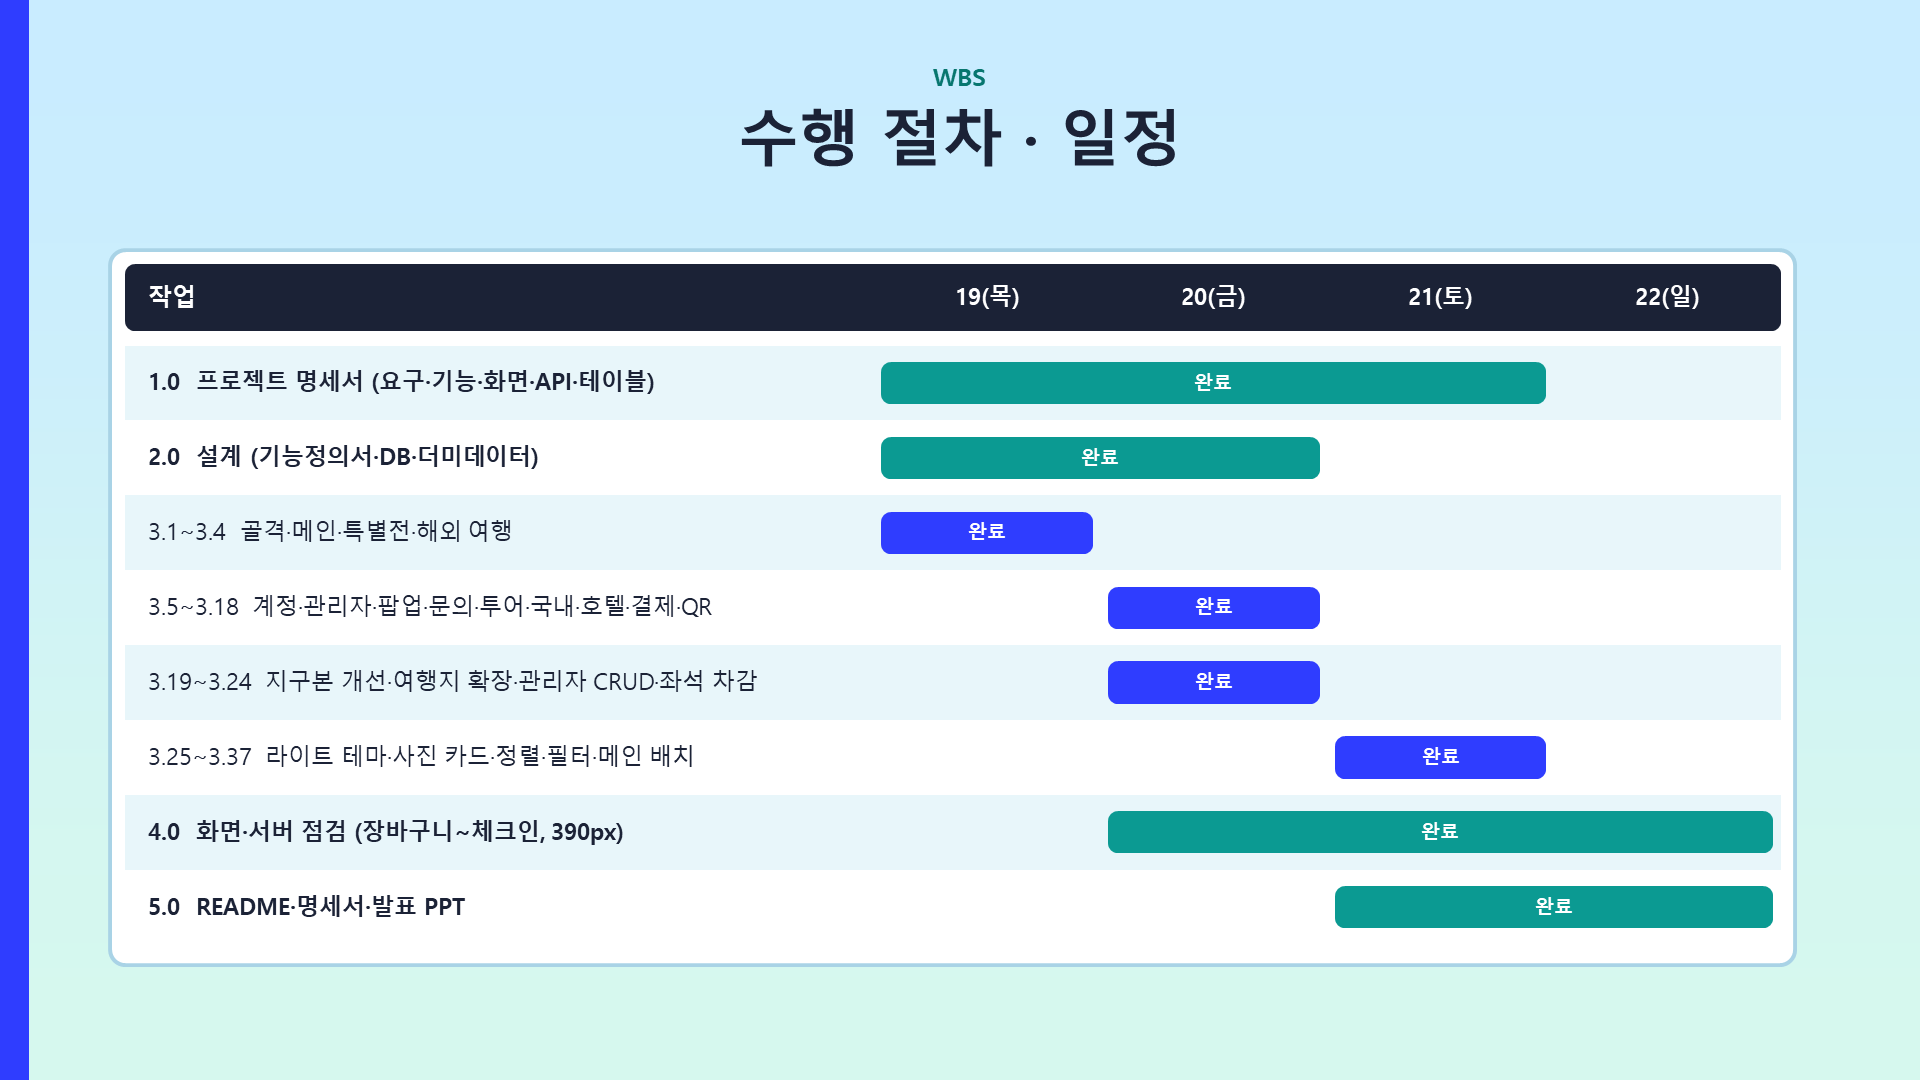 WBS
수행 절차 · 일정
작업 19(목) 20(금) 21(토) 22(일)
1.0 프로젝트 명세서 (요구·기능·화면·API·테이블) 완료
2.0 설계 (기능정의서·DB·더미데이터) 완료
3.1~3.4 골격·메인·특별전·해외 여행 완료
3.5~3.18 계정·관리자·팝업·문의·투어·국내·호텔·결제·QR 완료
3.19~3.24 지구본 개선·여행지 확장·관리자 CRUD·좌석 차감 완료
3.25~3.37 라이트 테마·사진 카드·정렬·필터·메인 배치 완료
4.0 화면·서버 점검 (장바구니~체크인, 390px) 완료
5.0 README·명세서·발표 PPT 완료